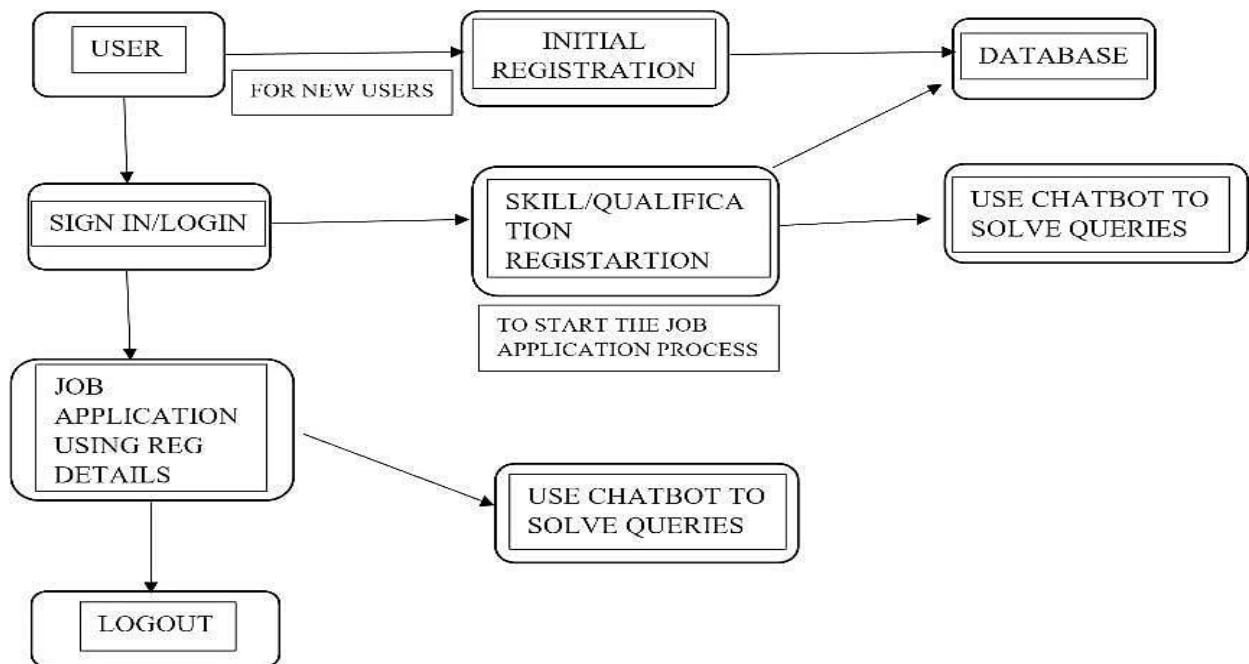 USER
INITIAL
REGISTRATION
DATABASE
FOR NEW USERS
SIGN IN/LOGIN
SKILL/QUALIFICA
TION
REGISTARTION
USE CHATBOT TO
SOLVE QUERIES
TO START THE JOB
APPLICATION PROCESS
JOB
APPLICATION
USING REG
DETAILS
USE CHATBOT TO
SOLVE QUERIES
LOGOUT